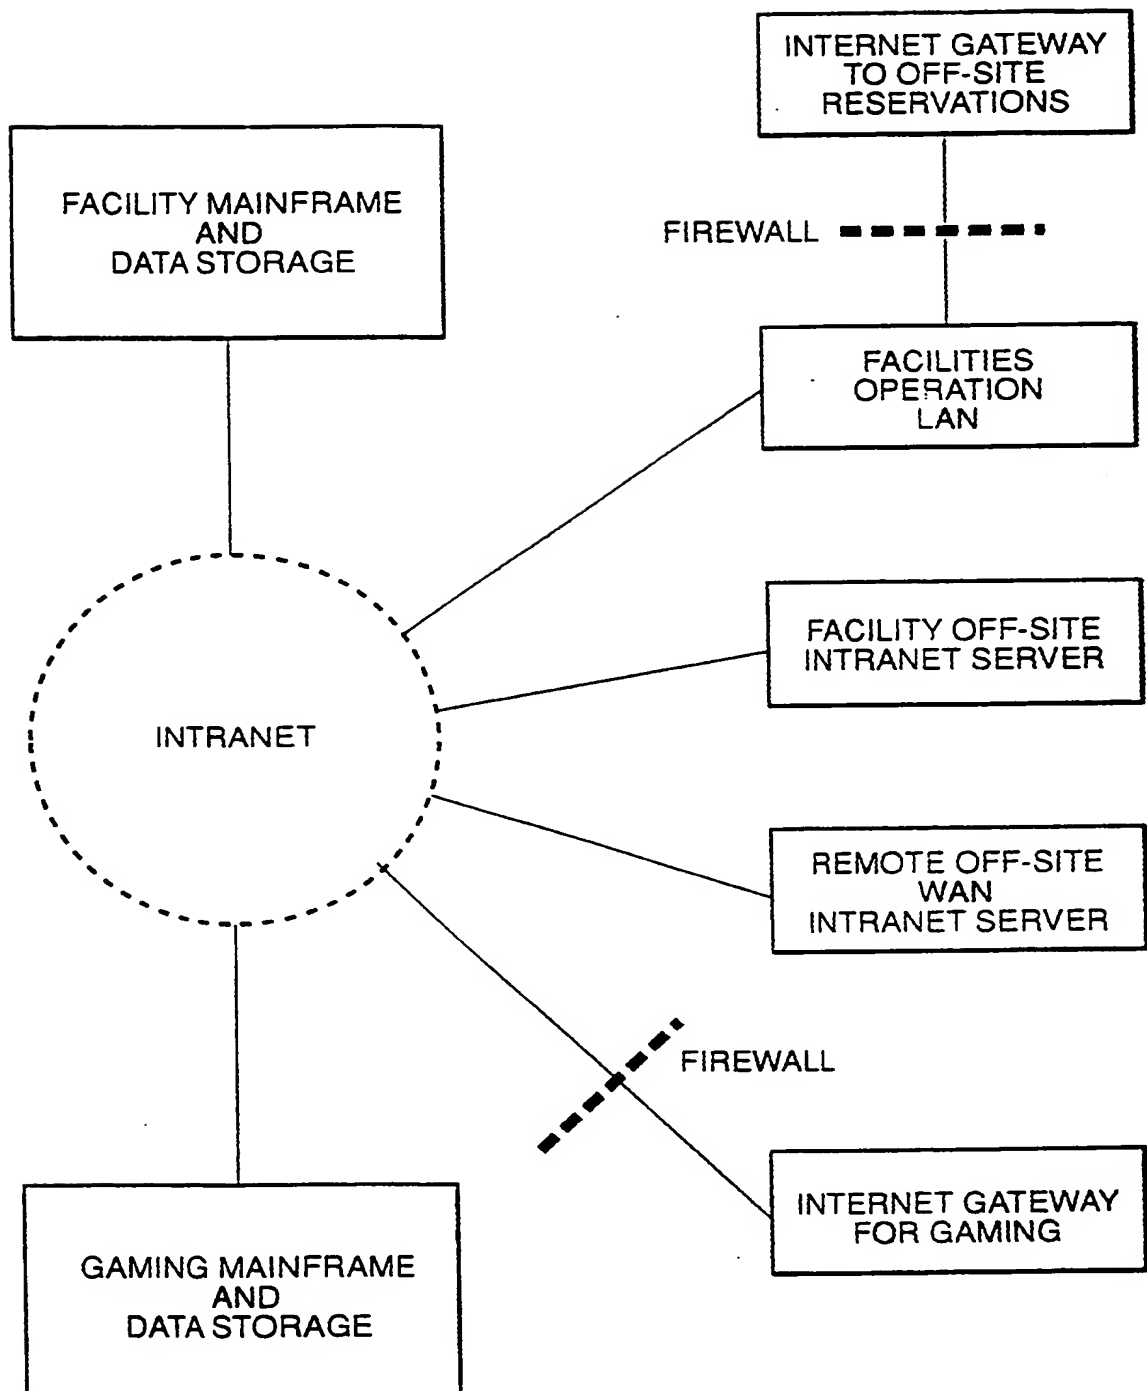 INTERNET GATEWAY
TO OFF-SITE
RESERVATIONS
FACILITY MAINFRAME
AND
DATA STORAGE
FIREWALL
FACILITIES
OPERATION
LAN
FACILITY OFF-SITE
INTRANET SERVER
INTRANET
REMOTE OFF-SITE
WAN
INTRANET SERVER
FIREWALL
INTERNET GATEWAY
FOR GAMING
GAMING MAINFRAME
AND
DATA STORAGE